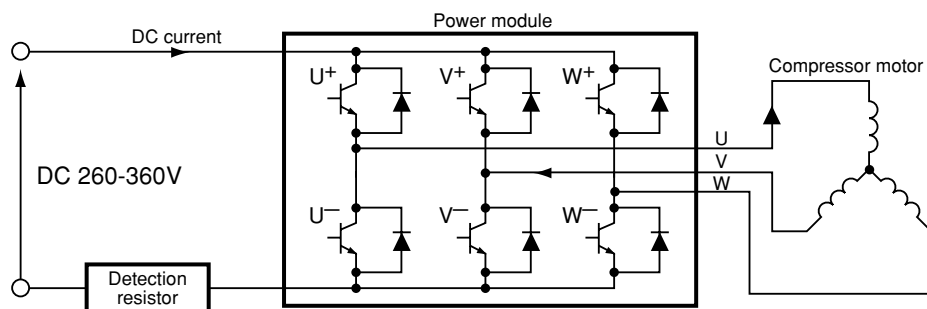 Power module
DC current
U+
V+
W+
Compressor motor
U
V
W
DC 260-360V
U—
V—
W—
Detection
resistor